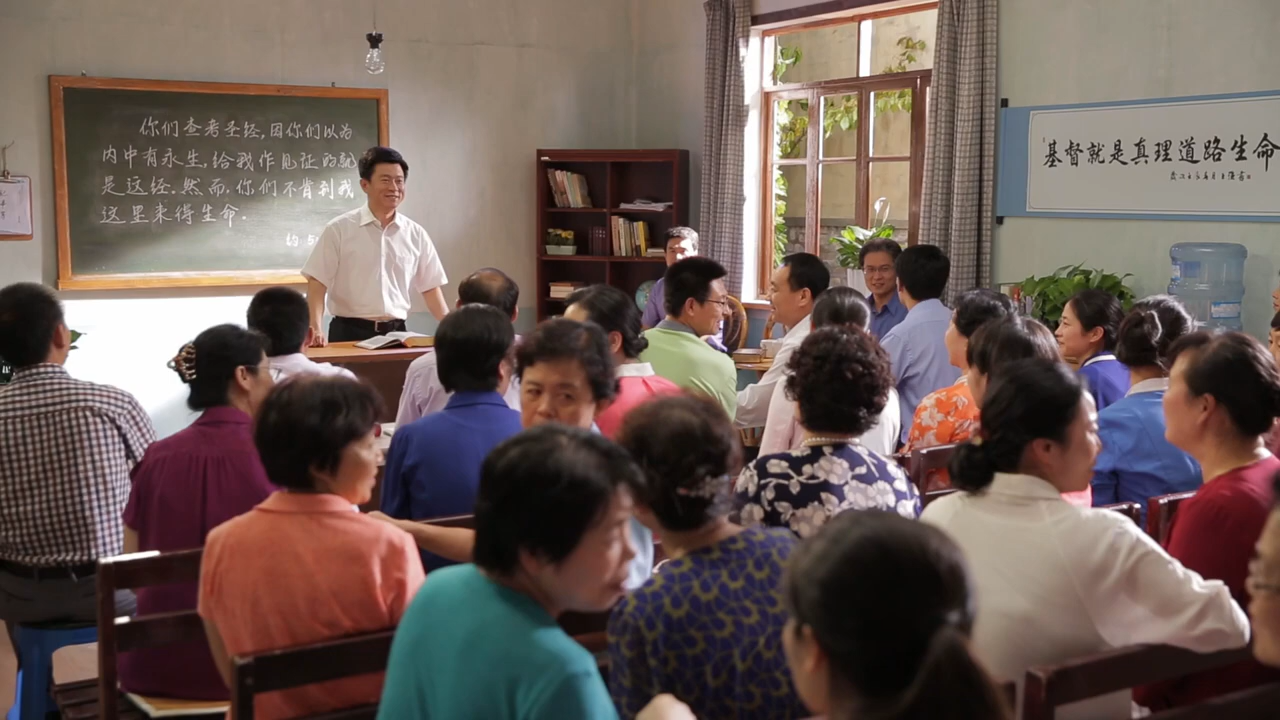 你们查考圣经,因你们以为
内中有永生,给我作见证的就
是这经.然而,你们不肯到我
这里来得生命.
约 5
基督就是真理道路生命